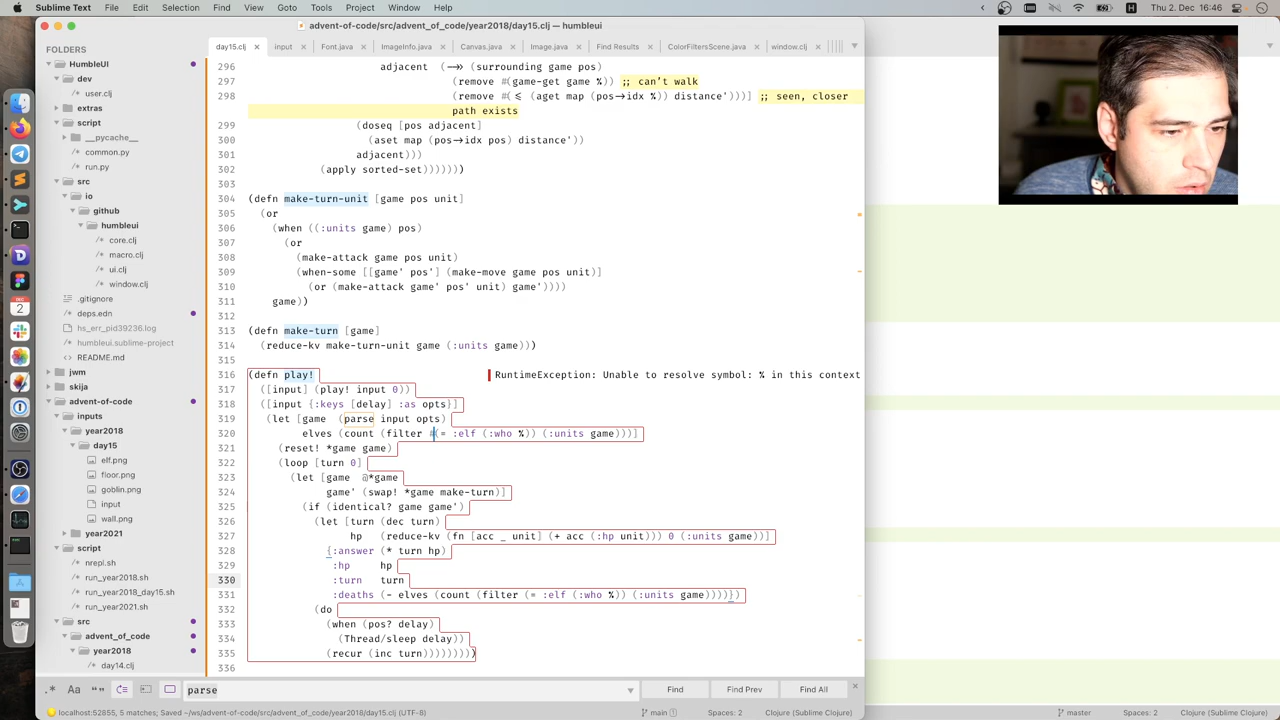 Sublime Text File Edit Selection Find View Goto Tools Project Window Help
Thu 2. Dec 16:46
day15.clj — humbleui
FOLDERS
HumbleUI
dev
user.clj
extras
script
__pycache__
common.py
run.py
src
io
github
humbleui
core.clj
macro.clj
ui.clj
window.clj
.gitignore
deps.edn
hs_err_pid39236.log
humbleui.sublime-project
README.md
jwm
skija
advent-of-code
inputs
year2018
day15
elf.png
floor.png
goblin.png
input
wall.png
year2021
script
nrepl.sh
run_year2018.sh
run_year2018_day15.sh
run_year2021.sh
src
advent_of_code
year2018
day14.clj
day15.clj input Font.java ImageInfo.java Canvas.java Image.java Find Results ColorFiltersScene.java window.clj
296 adjacent (->> (surrounding game pos)
297 (remove #(game-get game %)) ;; can't walk
298 (remove #(<= (aget map (pos->idx %)) distance'))] ;; seen, closer
path exists
299 (doseq [pos adjacent]
300 (aset map (pos->idx pos) distance'))
301 adjacent)))
302 (apply sorted-set))))))
303
304 (defn make-turn-unit [game pos unit]
305 (or
306 (when ((:units game) pos)
307 (or
308 (make-attack game pos unit)
309 (when-some [[game' pos'] (make-move game pos unit)]
310 (or (make-attack game' pos' unit) game'))))
311 game))
312
313 (defn make-turn [game]
314 (reduce-kv make-turn-unit game (:units game)))
315
316 (defn play! RuntimeException: Unable to resolve symbol: % in this context
317 ([input] (play! input 0))
318 ([input {:keys [delay] :as opts}]
319 (let [game (parse input opts)
320 elves (count (filter #(= :elf (:who %)) (:units game)))]
321 (reset! *game game)
322 (loop [turn 0]
323 (let [game @*game
324 game' (swap! *game make-turn)]
325 (if (identical? game game')
326 (let [turn (dec turn)
327 hp (reduce-kv (fn [acc _ unit] (+ acc (:hp unit))) 0 (:units game))]
328 {:answer (* turn hp)
329 :hp hp
330 :turn turn
331 :deaths (- elves (count (filter (= :elf (:who %)) (:units game))))})
332 (do
333 (when (pos? delay)
334 (Thread/sleep delay))
335 (recur (inc turn))))))))
336
parse
Find Find Prev Find All
localhost:52855, 5 matches; Saved ~/ws/advent-of-code/src/advent_of_code/year2018/day15.clj (UTF-8) main Spaces: 2 Clojure (Sublime Clojure)
master Spaces: 2 Clojure (Sublime Clojure)